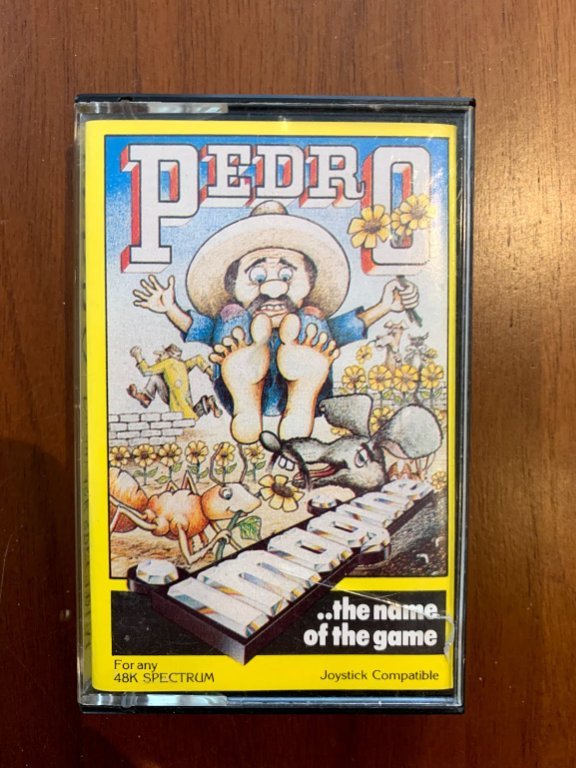 PEDRO
Imagine
..the name
of the game
For any
48K SPECTRUM
Joystick Compatible